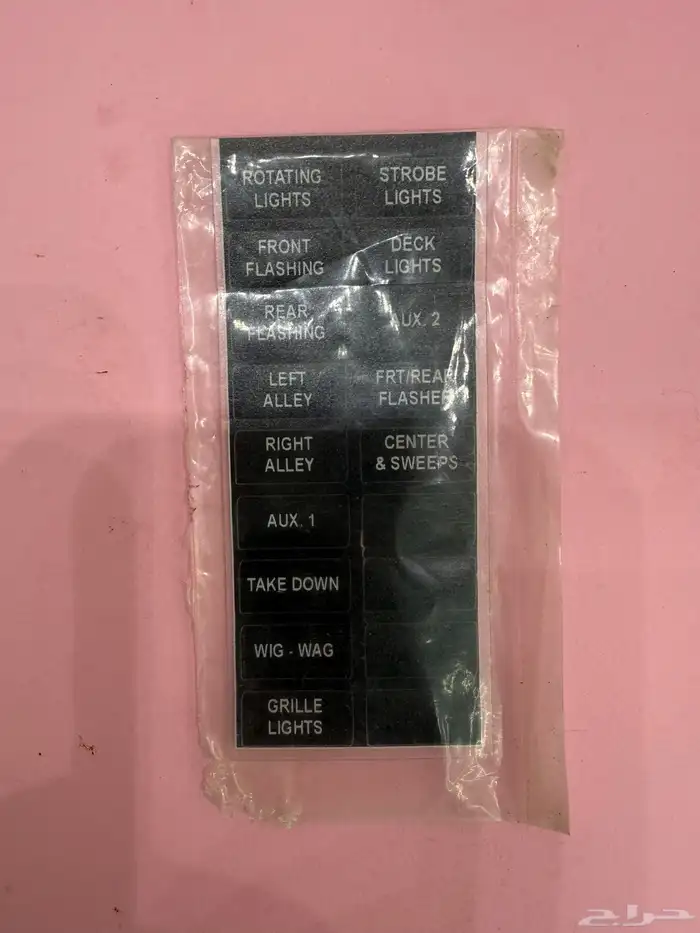 ROTATING
LIGHTS
STROBE
LIGHTS
FRONT
FLASHING
DECK
LIGHTS
REAR
FLASHING
AUX. 2
LEFT
ALLEY
FRT/REAR
FLASHER
RIGHT
ALLEY
CENTER
& SWEEPS
AUX. 1
TAKE DOWN
WIG - WAG
GRILLE
LIGHTS
حراج